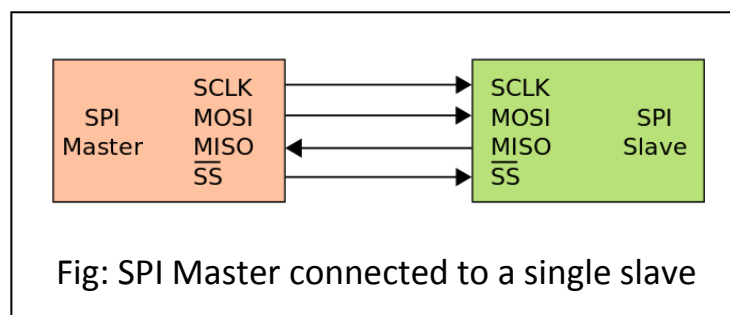 SPI
Master
SCLK
MOSI
MISO
SS
SCLK
MOSI
MISO
SS
SPI
Slave
Fig: SPI Master connected to a single slave